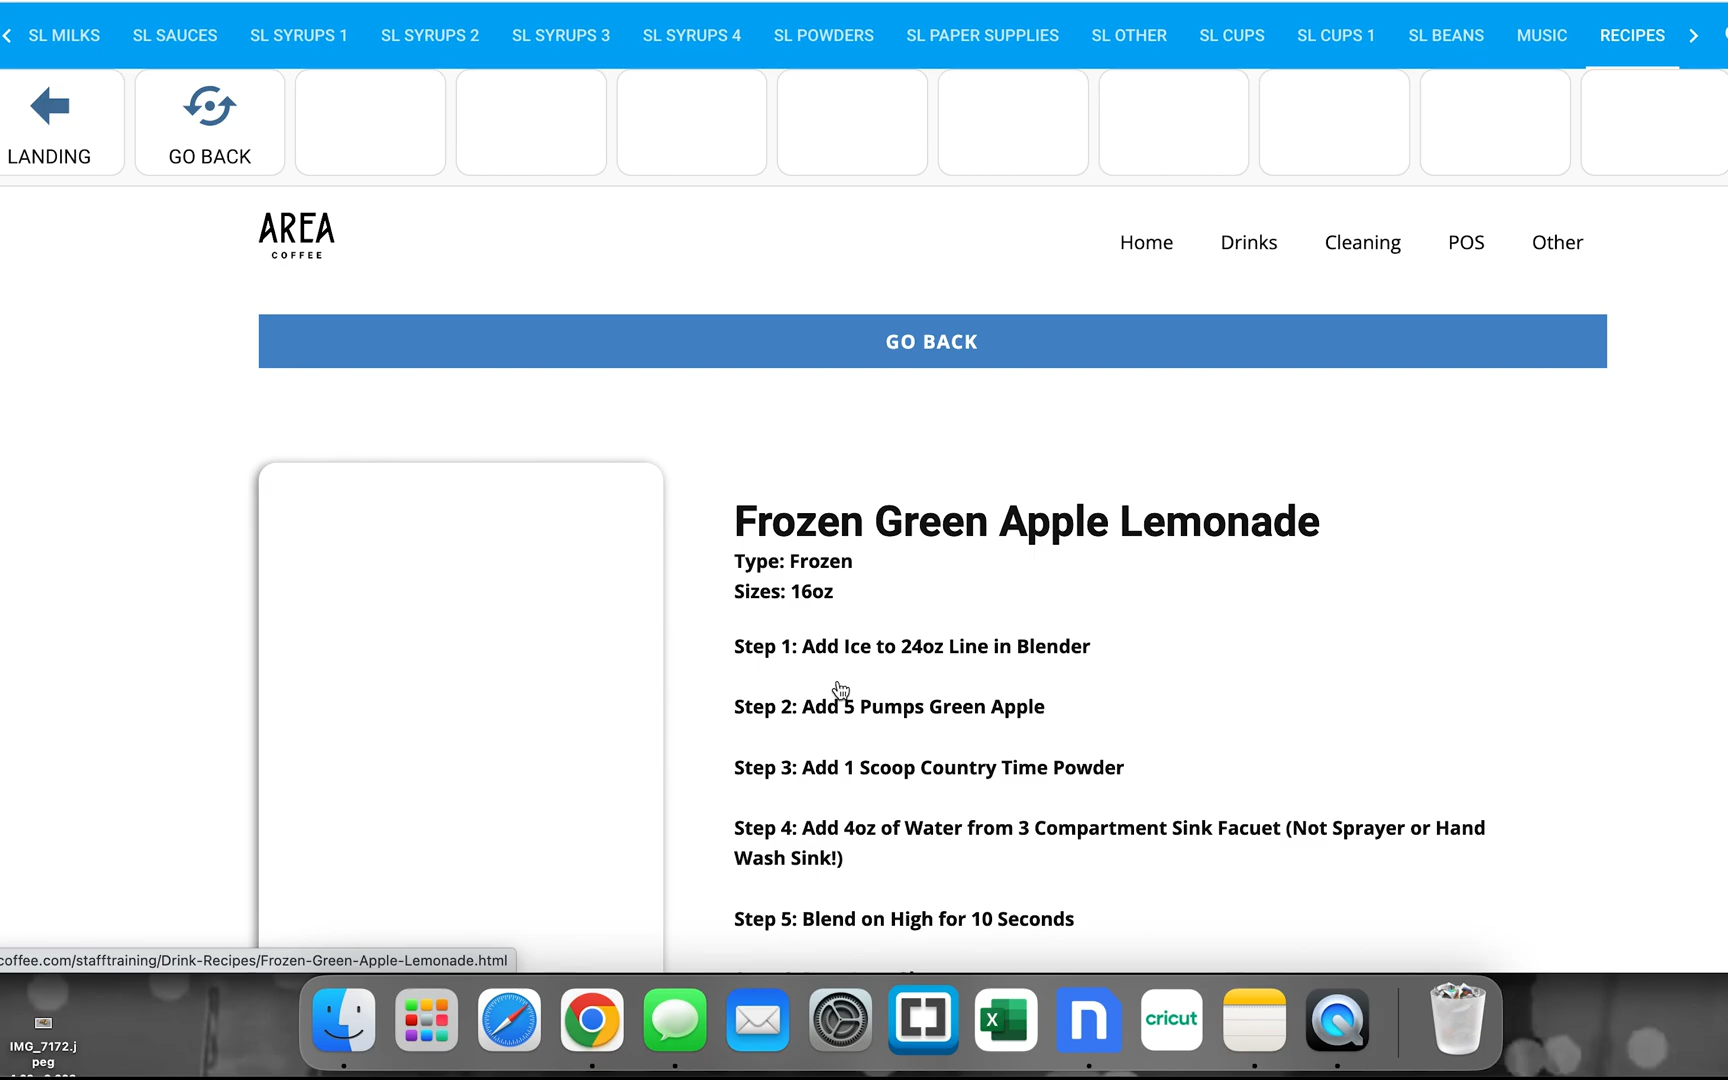 SL MILKS SL SAUCES SL SYRUPS 1 SL SYRUPS 2 SL SYRUPS 3 SL SYRUPS 4 SL POWDERS SL PAPER SUPPLIES SL OTHER SL CUPS SL CUPS 1 SL BEANS MUSIC RECIPES
LANDING GO BACK
AREA
COFFEE
Home Drinks Cleaning POS Other
GO BACK
Frozen Green Apple Lemonade
Type: Frozen
Sizes: 16oz
Step 1: Add Ice to 24oz Line in Blender
Step 2: Add 5 Pumps Green Apple
Step 3: Add 1 Scoop Country Time Powder
Step 4: Add 4oz of Water from 3 Compartment Sink Facuet (Not Sprayer or Hand
Wash Sink!)
Step 5: Blend on High for 10 Seconds
coffee.com/stafftraining/Drink-Recipes/Frozen-Green-Apple-Lemonade.html
cricut
IMG_7172.j
peg